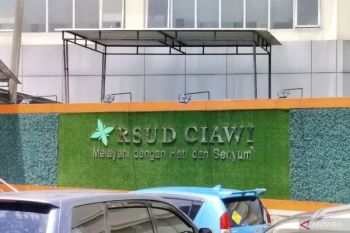 RSUD CIAWI
"Melayani dengan Hati dan Senyum"
ANTARA